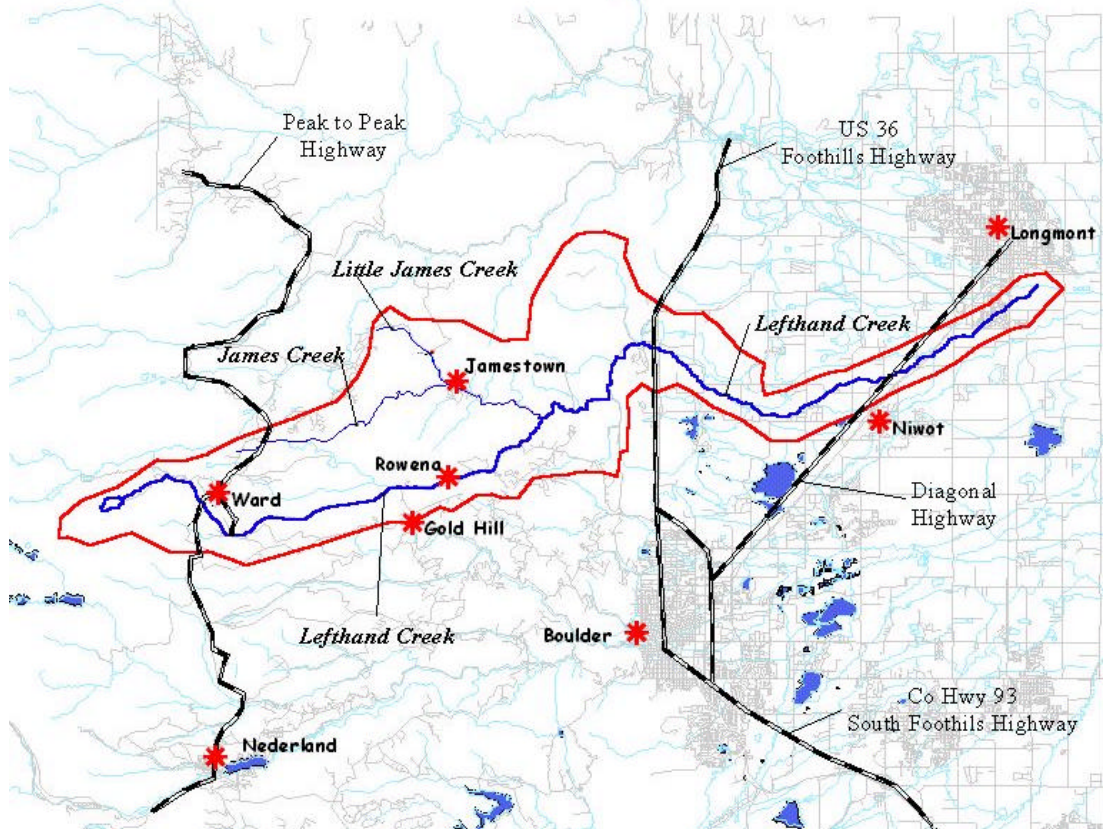 Peak to Peak
Highway
US 36
Foothills Highway
Longmont
Little James Creek
Lefthand Creek
James Creek
Jamestown
Niwot
Rowena
Ward
Diagonal
Highway
Gold Hill
Lefthand Creek
Boulder
Co Hwy 93
South Foothils Highway
Nederland